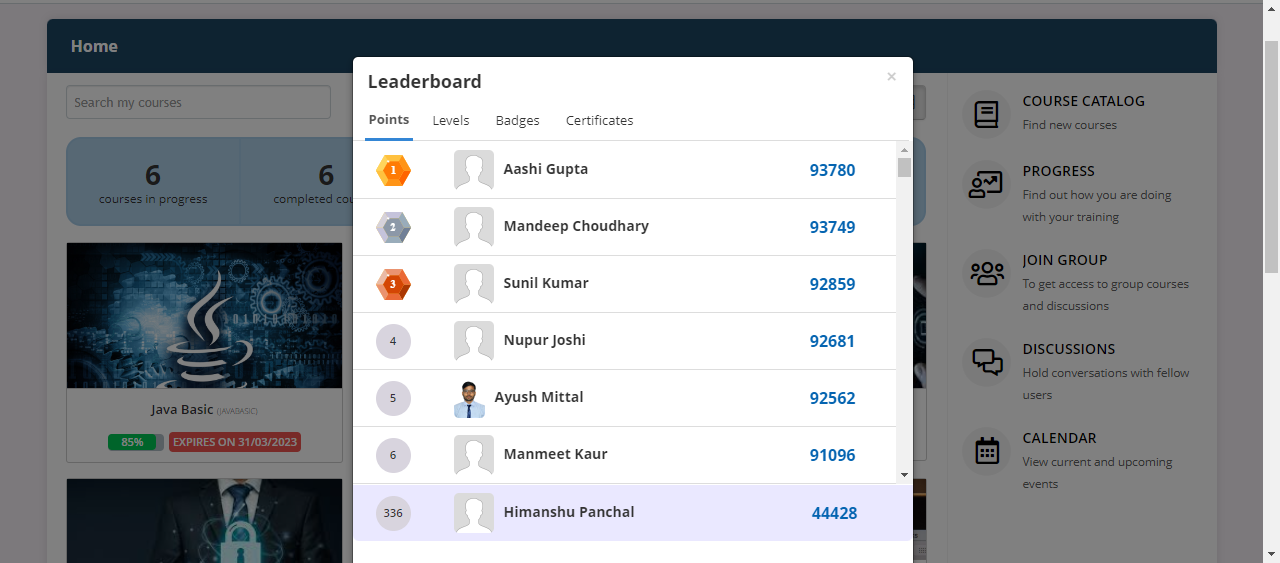 Home
Leaderboard
×
Search my courses
Points Levels Badges Certificates
6
courses in progress
6
completed cou
1 Aashi Gupta 93780
2 Mandeep Choudhary 93749
3 Sunil Kumar 92859
4 Nupur Joshi 92681
5 Ayush Mittal 92562
6 Manmeet Kaur 91096
336 Himanshu Panchal 44428
Java Basic (JAVABASIC)
85% EXPIRES ON 31/03/2023
COURSE CATALOG
Find new courses
PROGRESS
Find out how you are doing
with your training
JOIN GROUP
To get access to group courses
and discussions
DISCUSSIONS
Hold conversations with fellow
users
CALENDAR
View current and upcoming
events